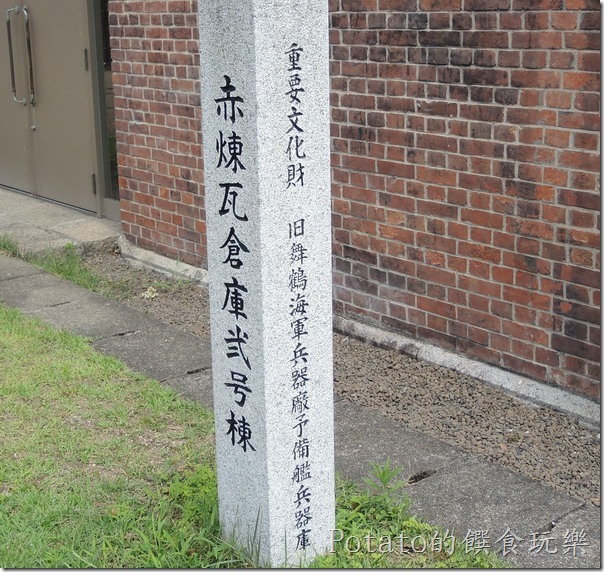 赤煉瓦倉庫弐号棟
重要文化財 旧舞鶴海軍兵器廠予備艦兵器庫
Potato的饌食玩樂